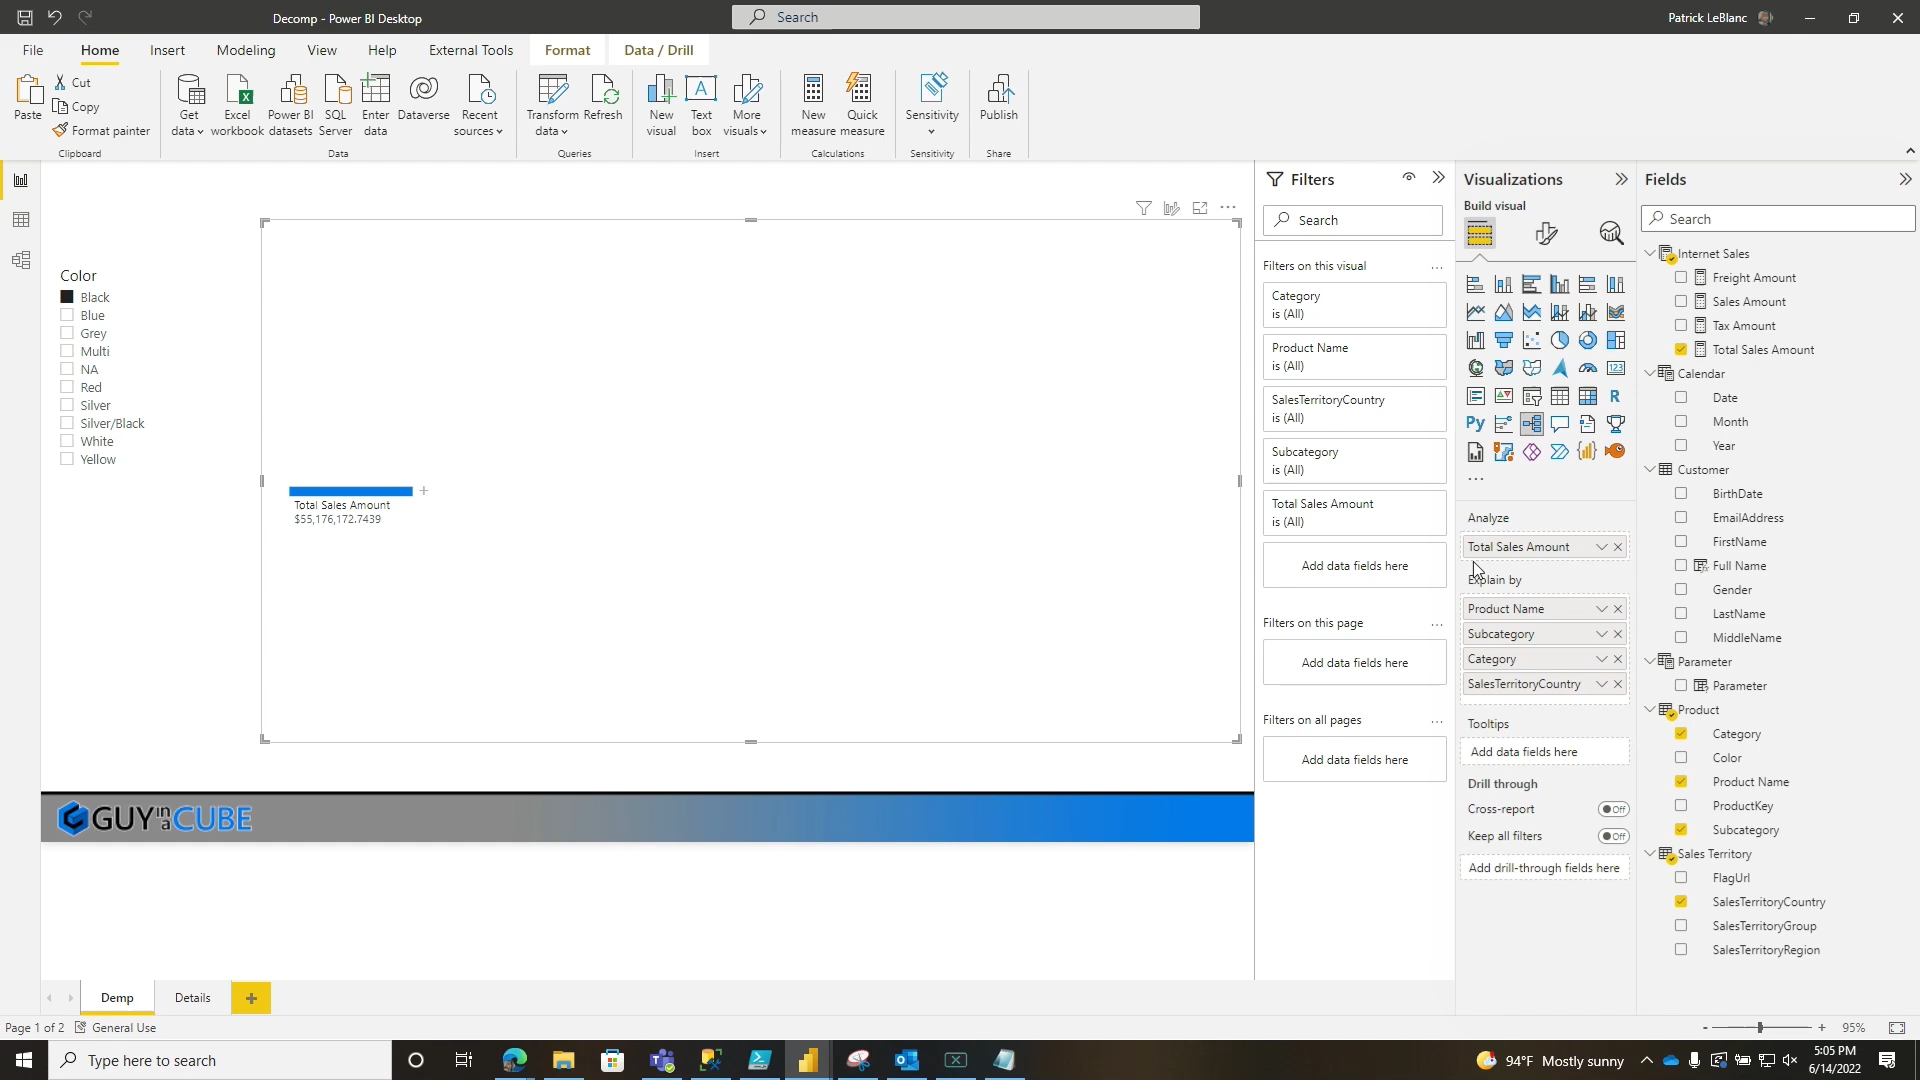 Decomp - Power BI Desktop
Search
Patrick LeBlanc
File
Home
Insert
Modeling
View
Help
External Tools
Format
Data / Drill
Paste
Cut
Copy
Format painter
Clipboard
Get data
Excel workbook
Power BI datasets
SQL Server
Enter data
Dataverse
Recent sources
Data
Transform data
Refresh
Queries
New visual
Text box
More visuals
Insert
New measure
Quick measure
Calculations
Sensitivity
Sensitivity
Publish
Share
Color
Black
Blue
Grey
Multi
NA
Red
Silver
Silver/Black
White
Yellow
Total Sales Amount
$55,176,172.7439
GUY in a CUBE
Filters
Search
Filters on this visual
Category
is (All)
Product Name
is (All)
SalesTerritoryCountry
is (All)
Subcategory
is (All)
Total Sales Amount
is (All)
Add data fields here
Filters on this page
Add data fields here
Filters on all pages
Add data fields here
Visualizations
Build visual
123
R
Py
Analyze
Total Sales Amount
Explain by
Product Name
Subcategory
Category
SalesTerritoryCountry
Tooltips
Add data fields here
Drill through
Cross-report
Off
Keep all filters
Off
Add drill-through fields here
Fields
Search
Internet Sales
Freight Amount
Sales Amount
Tax Amount
Total Sales Amount
Calendar
Date
Month
Year
Customer
BirthDate
EmailAddress
FirstName
Full Name
Gender
LastName
MiddleName
Parameter
Parameter
Product
Category
Color
Product Name
ProductKey
Subcategory
Sales Territory
FlagUrl
SalesTerritoryCountry
SalesTerritoryGroup
SalesTerritoryRegion
Demp
Details
Page 1 of 2
General Use
95%
Type here to search
94°F Mostly sunny
5:05 PM
6/14/2022